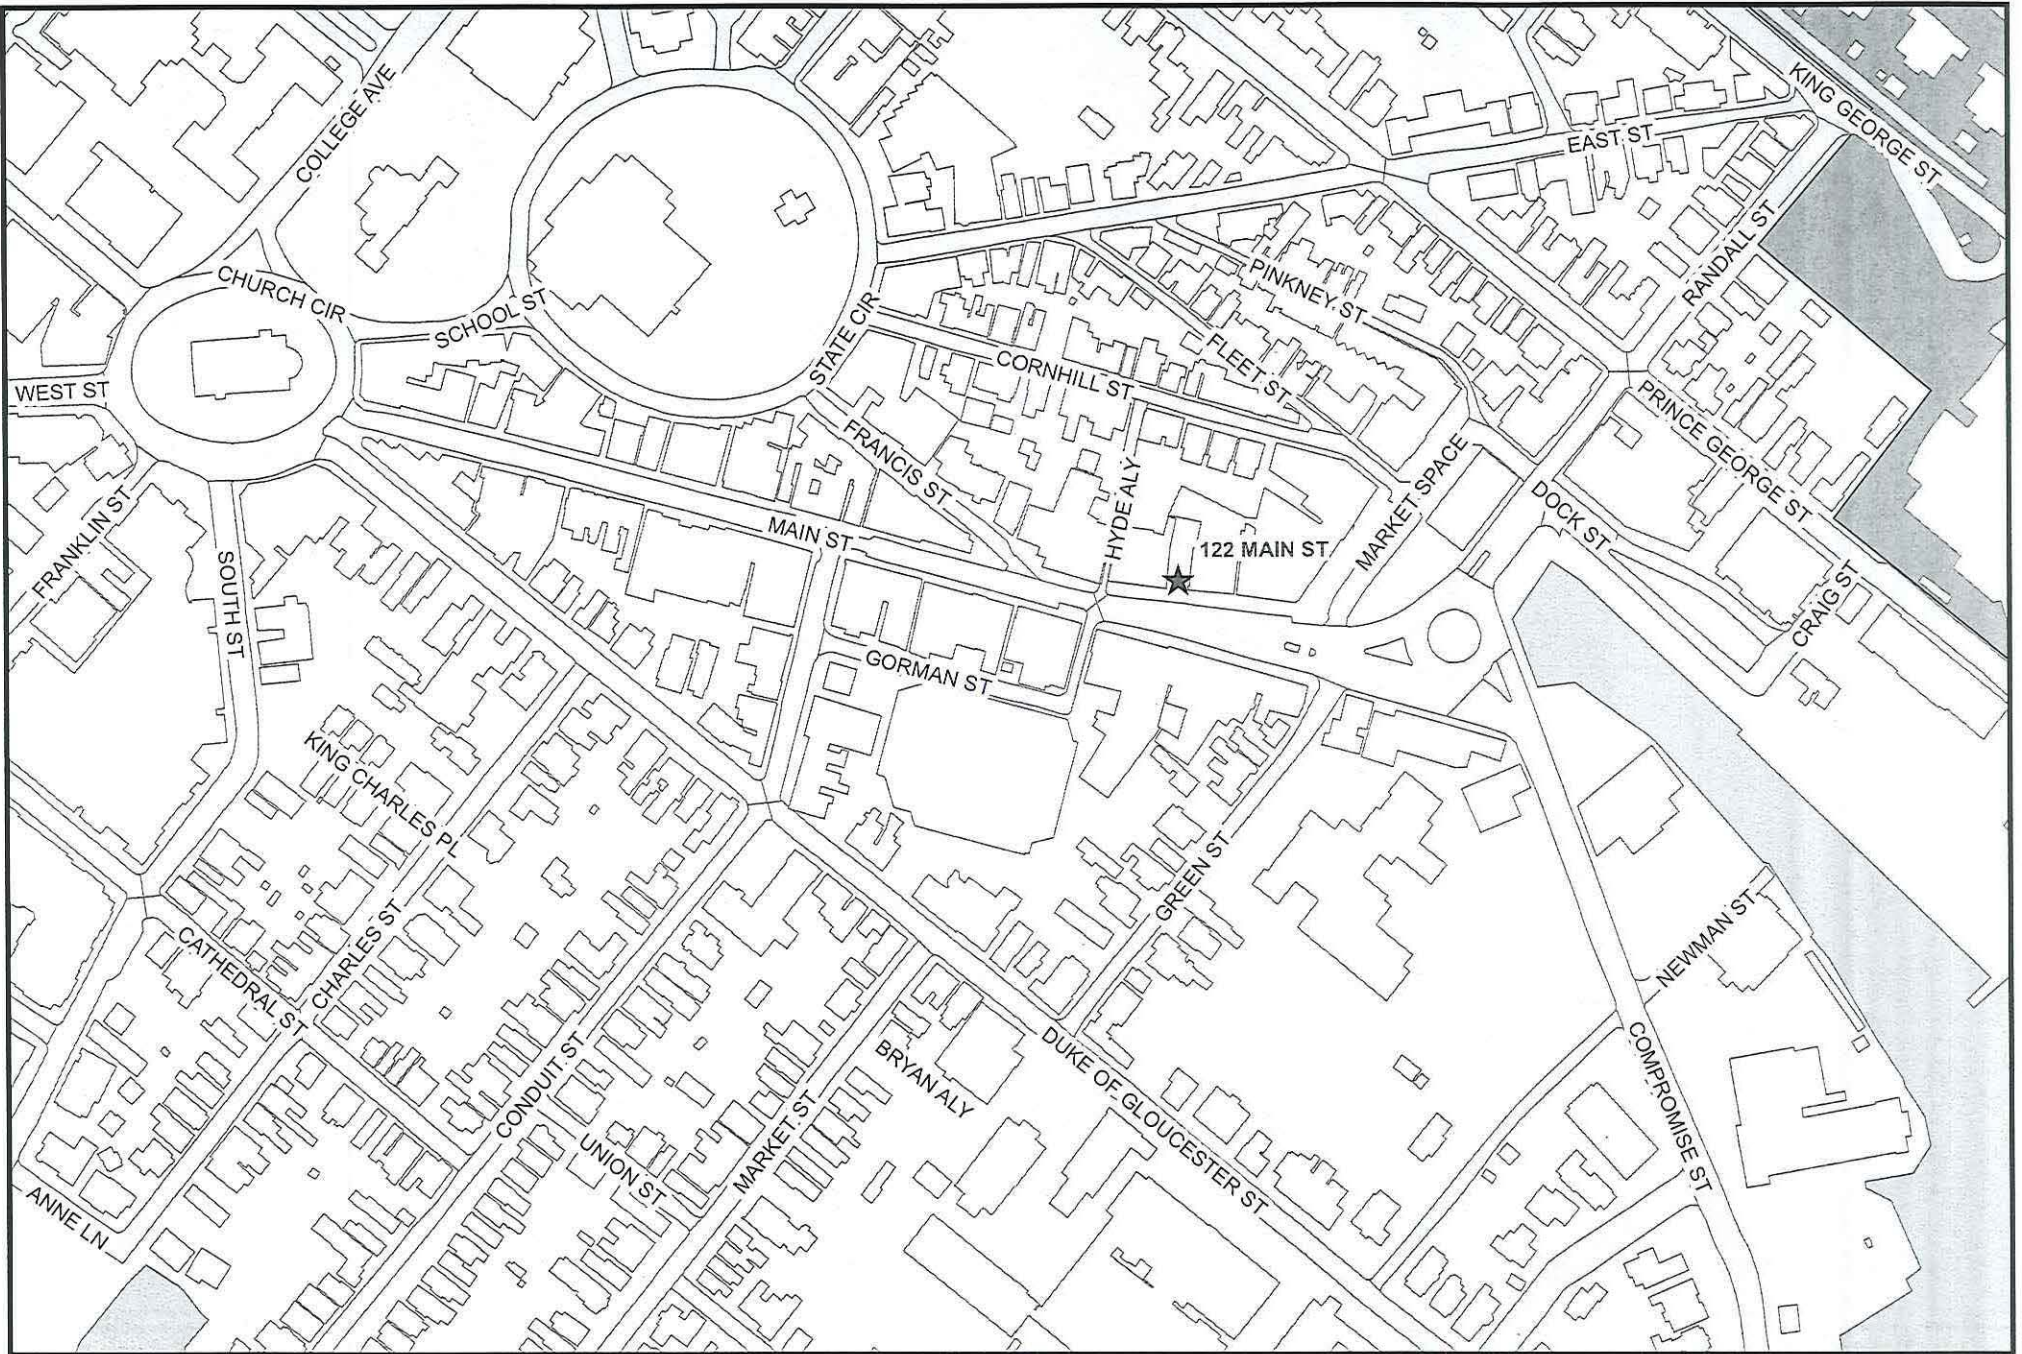 KING GEORGE ST
COLLEGE AVE
EAST ST
RANDALL ST
CHURCH CIR
PINKNEY ST
SCHOOL ST
STATE CIR
FLEET ST
CORNHILL ST
WEST ST
PRINCE GEORGE ST
FRANCIS ST
MARKET SPACE
HYDE ALY
DOCK ST
FRANKLIN ST
MAIN ST
122 MAIN ST
SOUTH ST
CRAIG ST
GORMAN ST
KING CHARLES PL
GREEN ST
NEWMAN ST
CATHEDRAL ST
CHARLES ST
CONDUIT ST
BRYAN ALY
DUKE OF GLOUCESTER ST
COMPROMISE ST
UNION ST
MARKET ST
ANNE LN